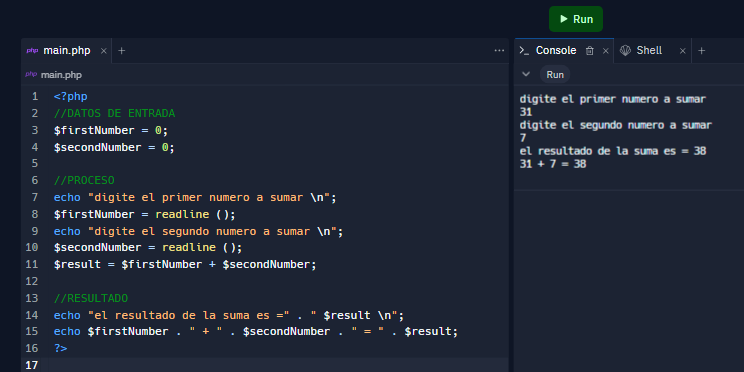 Run
php main.php × +
php main.php
1 <?php
2 //DATOS DE ENTRADA
3 $firstNumber = 0;
4 $secondNumber = 0;
5
6 //PROCESO
7 echo "digite el primer numero a sumar \n";
8 $firstNumber = readline ();
9 echo "digite el segundo numero a sumar \n";
10 $secondNumber = readline ();
11 $result = $firstNumber + $secondNumber;
12
13 //RESULTADO
14 echo "el resultado de la suma es =" . " $result \n";
15 echo $firstNumber . " + " . $secondNumber . " = " . $result;
16 ?>
17
>_ Console × Shell × +
Run
digite el primer numero a sumar
31
digite el segundo numero a sumar
7
el resultado de la suma es = 38
31 + 7 = 38